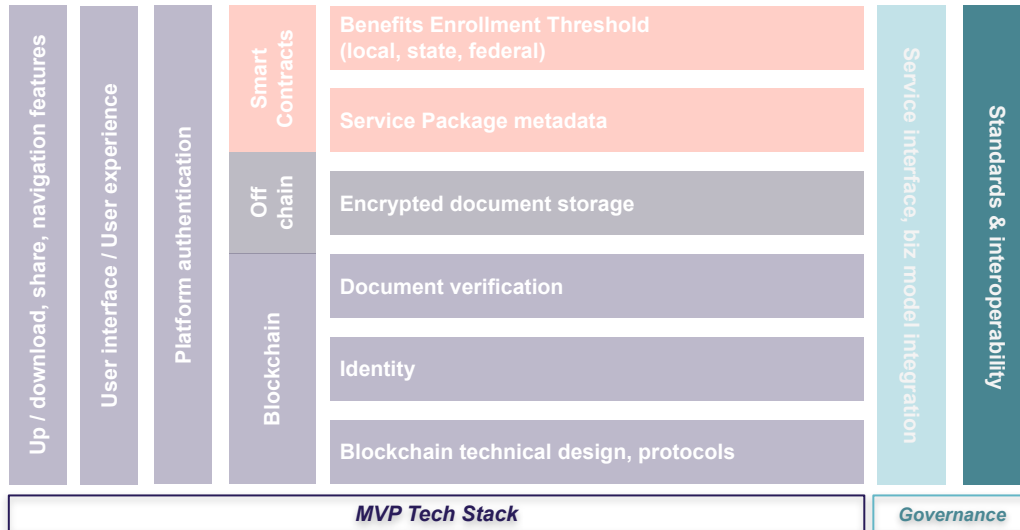 Up / download, share, navigation features
User interface / User experience
Platform authentication
Smart
Contracts
Off
chain
Blockchain
Benefits Enrollment Threshold
(local, state, federal)
Service Package metadata
Encrypted document storage
Document verification
Identity
Blockchain technical design, protocols
Service interface, biz model integration
Standards & interoperability
MVP Tech Stack
Governance